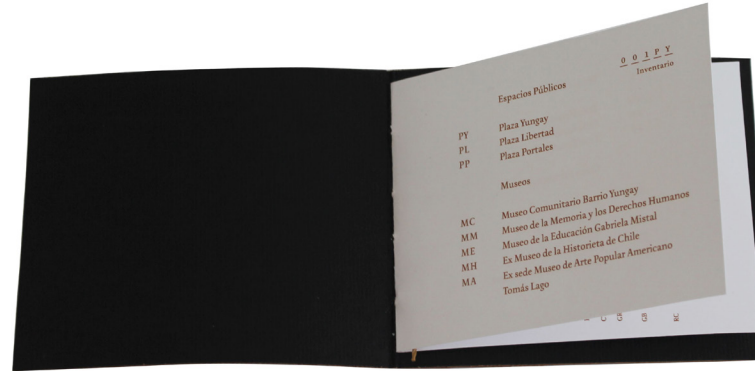 0 0 1 P Y
Inventario
Espacios Públicos
PY Plaza Yungay
PL Plaza Libertad
PP Plaza Portales
Museos
MC Museo Comunitario Barrio Yungay
MM Museo de la Memoria y los Derechos Humanos
ME Museo de la Educación Gabriela Mistal
MH Ex Museo de la Historieta de Chile
MA Ex sede Museo de Arte Popular Americano
Tomás Lago
GB
RC